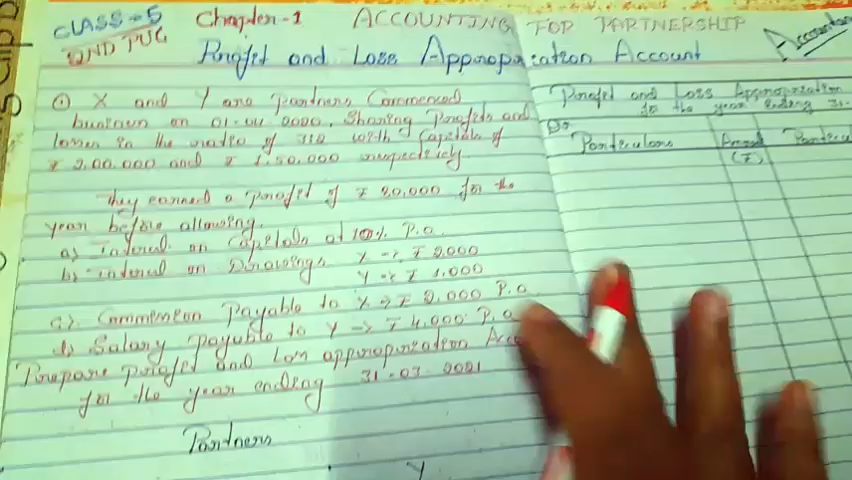 CLASS-5
2ND PUC
Chapter-1 ACCOUNTING FOR PARTNERSHIP
Accountan
Profit and Loss Appropriation Account
① X and Y are partners Commenced
business on 01-04-2020, Sharing Profits and
losses in the ratio of 3:2 with Capitals of
₹ 2,00,000 and ₹ 1,50,000 respectively.
They earned a profit of ₹ 20,000 for the
year before allowing.
a) Interest on Capitals at 10% P.a.
b) interest on Drawings X → ₹ 2,000
Y → ₹ 1,000
c) Commission Payable to X → ₹ 2,000 P.a
d) Salary payable to Y → ₹ 4,000 P.a
Prepare profit and Loss appropriation Acc
for the year ending 31-03-2021
Partners
Y
Profit and Loss Appropriation
for the year ending 31-
Dr.
Particulars Amount Particu
(₹)